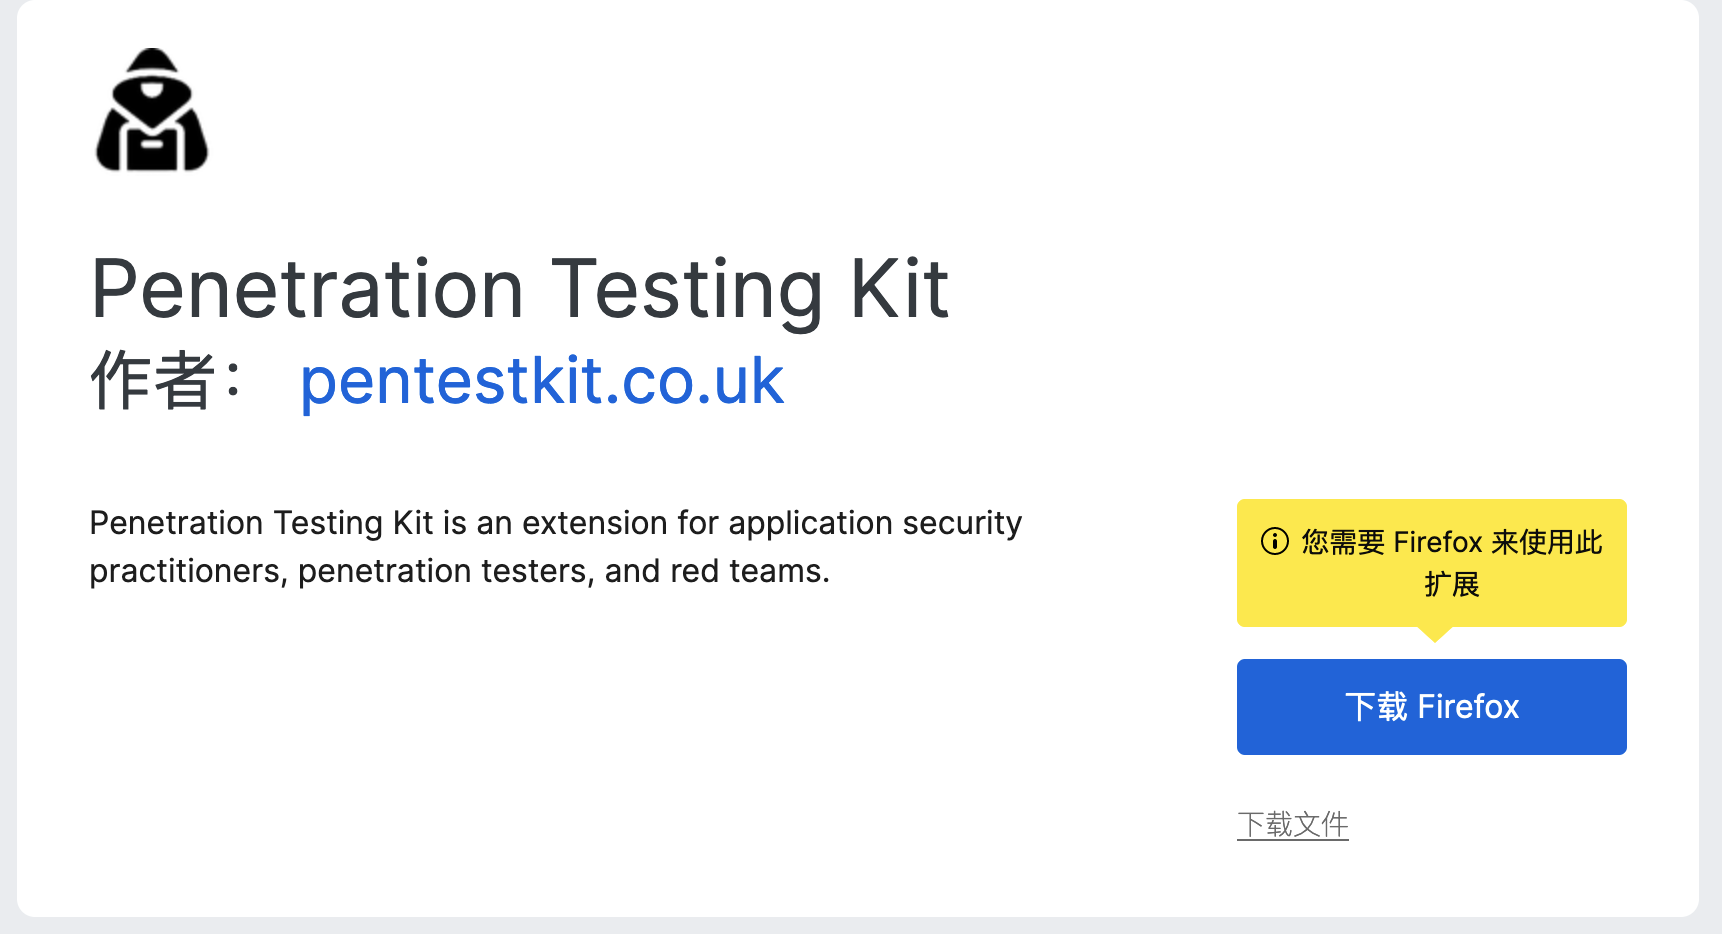 Penetration Testing Kit
作者： pentestkit.co.uk
Penetration Testing Kit is an extension for application security
practitioners, penetration testers, and red teams.
您需要 Firefox 来使用此
扩展
下载 Firefox
下载文件